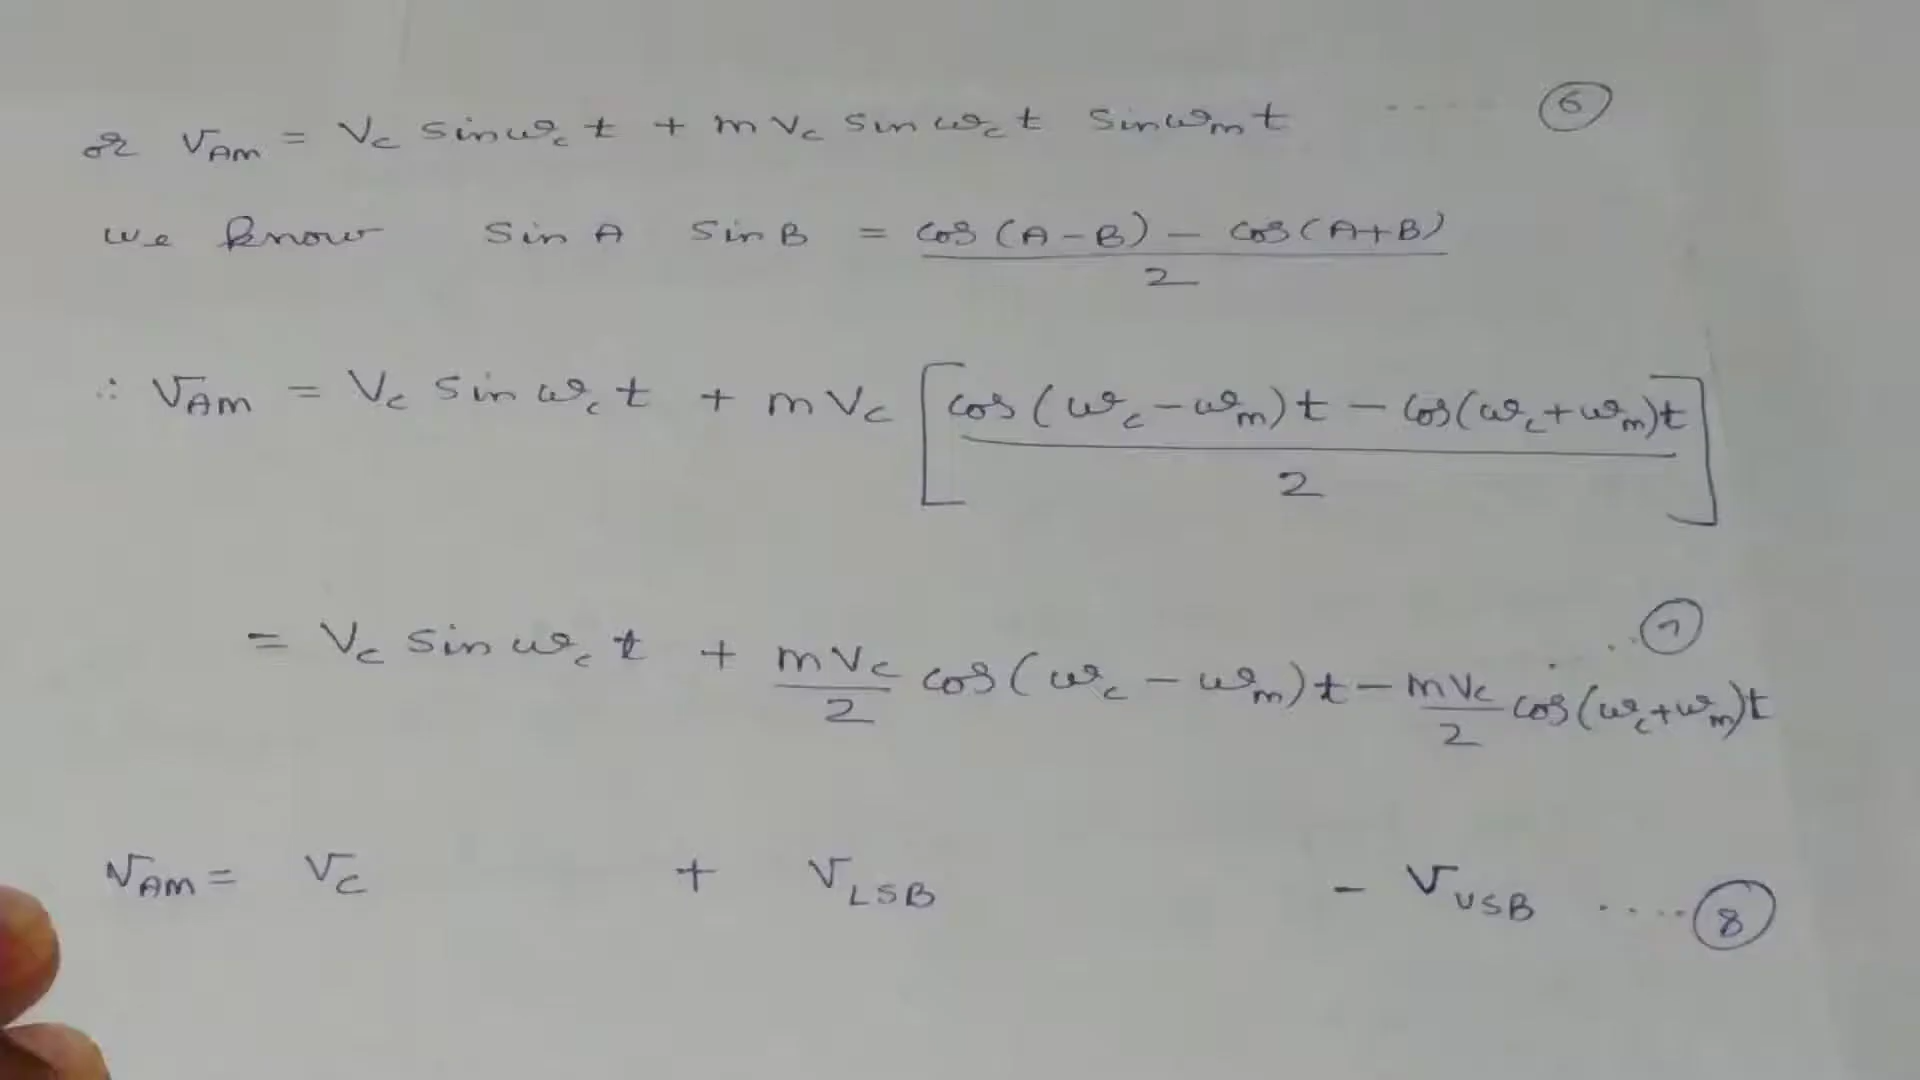 or V_AM = V_c sin ω_c t + m V_c sin ω_c t sin ω_m t ..... (6)
we know sin A sin B = (cos (A-B) - cos (A+B)) / 2
∴ V_AM = V_c sin ω_c t + m V_c [(cos (ω_c - ω_m) t - cos (ω_c + ω_m) t) / 2]
= V_c sin ω_c t + (m V_c / 2) cos (ω_c - ω_m) t - (m V_c / 2) cos (ω_c + ω_m) t ... (7)
V_AM = V_c + V_LSB - V_USB ..... (8)